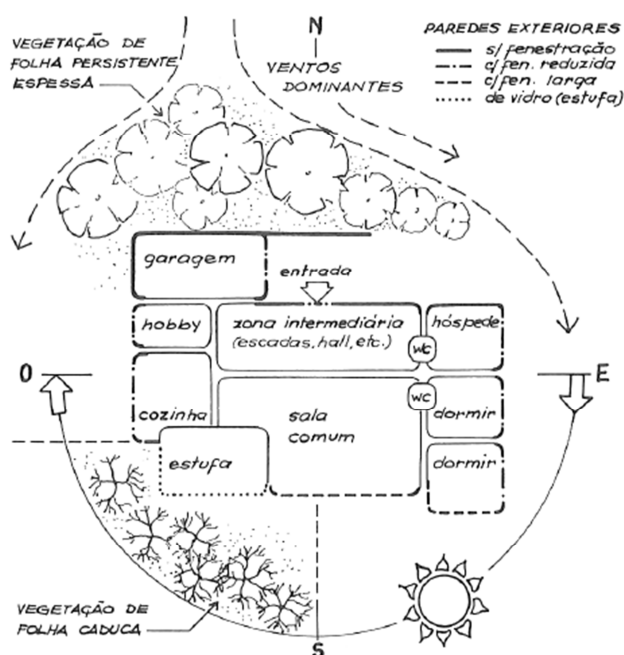 VEGETAÇÃO DE
FOLHA PERSISTENTE
ESPESSA
N
VENTOS
DOMINANTES
PAREDES EXTERIORES
s/fenestração
c/fen. reduzida
c/fen. larga
de vidro (estufa)
garagem
entrada
hobby
zona intermediária
(escadas, hall, etc.)
hóspede
wc
O
E
wc
cozinha
sala
comum
dormir
estufa
dormir
VEGETAÇÃO DE
FOLHA CADUCA
S